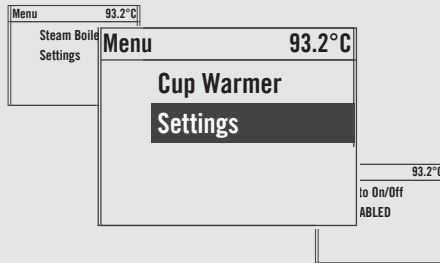 Menu 93.2°C
Steam Boile
Settings
Menu 93.2°C
Cup Warmer
Settings
93.2°C
to On/Off
ABLED